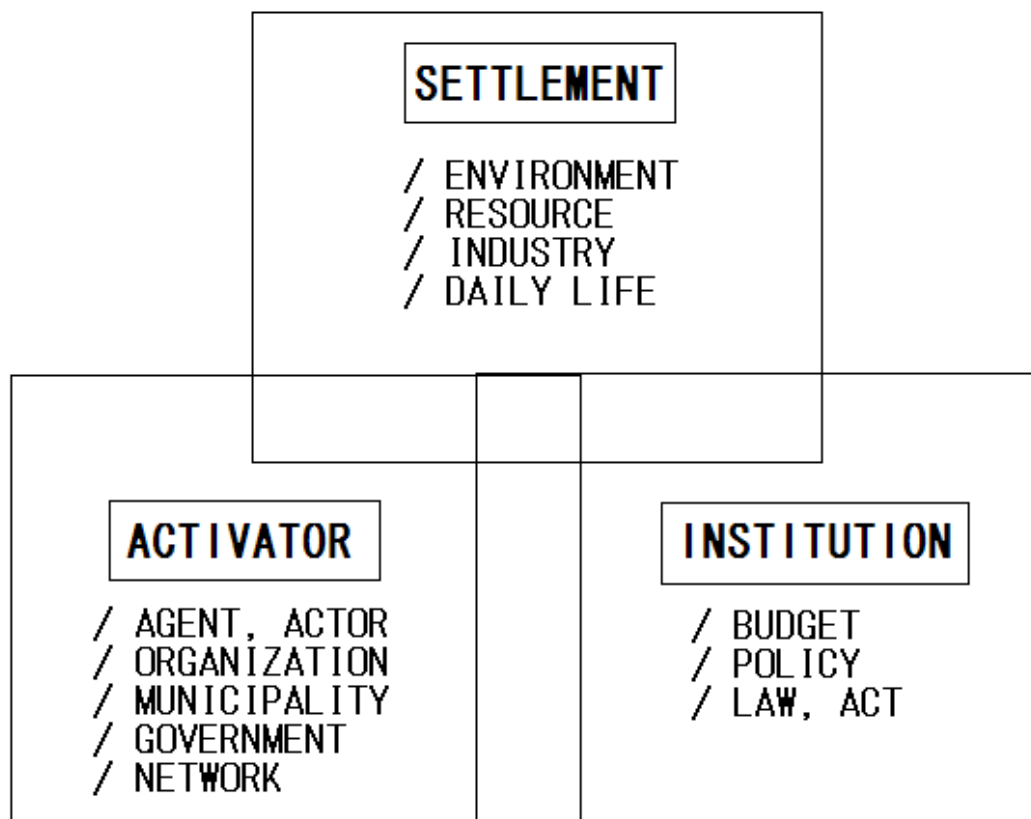 SETTLEMENT
/ ENVIRONMENT
/ RESOURCE
/ INDUSTRY
/ DAILY LIFE
ACTIVATOR
/ AGENT, ACTOR
/ ORGANIZATION
/ MUNICIPALITY
/ GOVERNMENT
/ NETWORK
INSTITUTION
/ BUDGET
/ POLICY
/ LAW, ACT